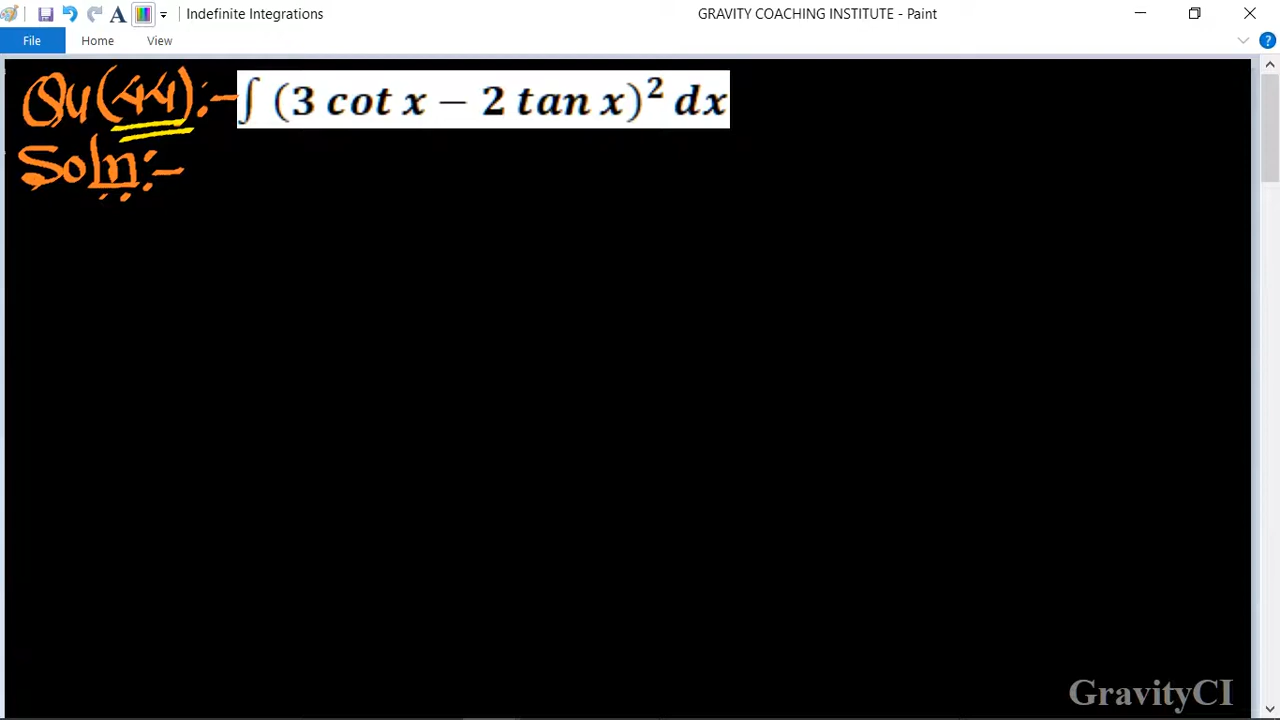 Indefinite Integrations
GRAVITY COACHING INSTITUTE - Paint
File Home View
Qu(44):- ∫ (3 cot x − 2 tan x)² dx
Soln:-
GravityCI